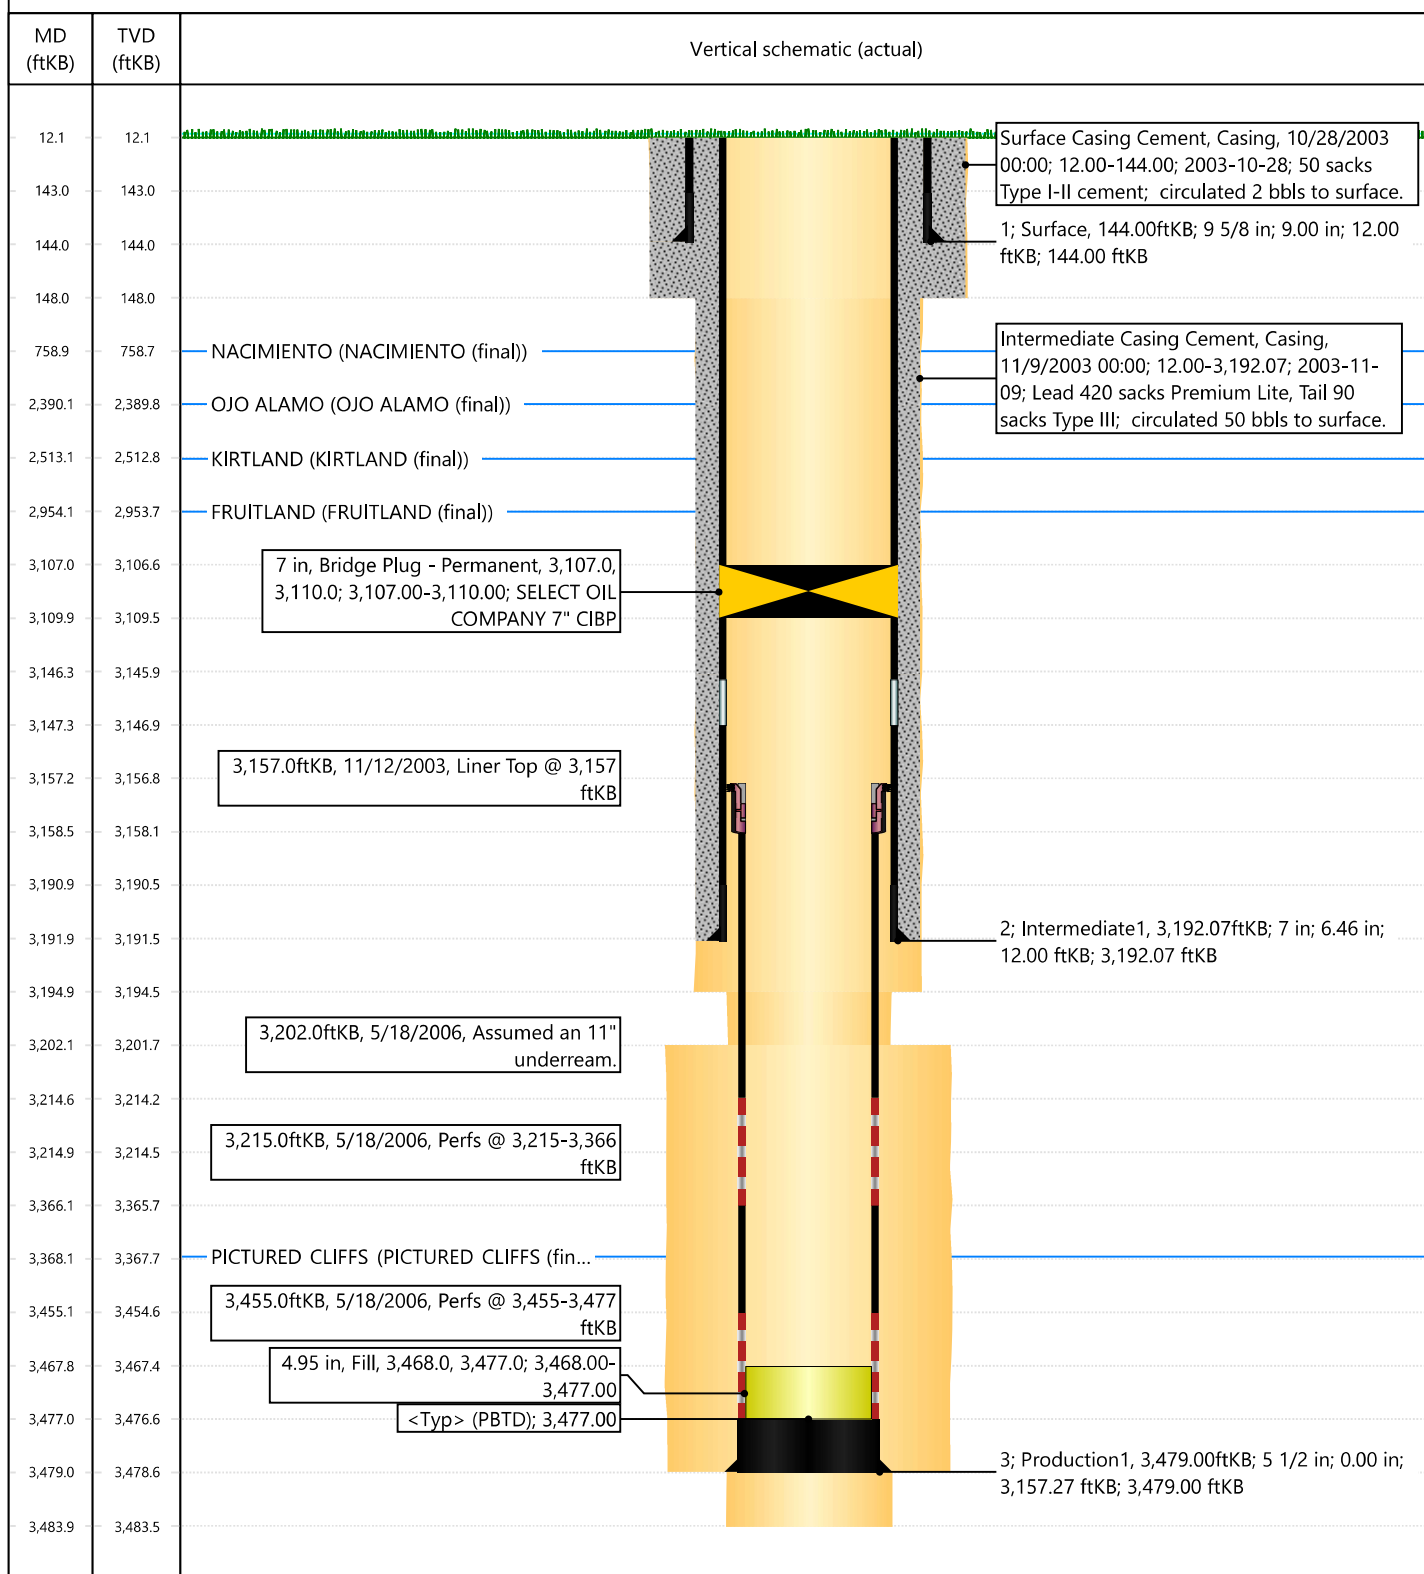 MD
(ftKB)
TVD
(ftKB)
Vertical schematic (actual)
12.1 12.1
Surface Casing Cement, Casing, 10/28/2003
00:00; 12.00-144.00; 2003-10-28; 50 sacks
Type I-II cement; circulated 2 bbls to surface.
143.0 143.0
1; Surface, 144.00ftKB; 9 5/8 in; 9.00 in; 12.00
ftKB; 144.00 ftKB
144.0 144.0
148.0 148.0
Intermediate Casing Cement, Casing,
11/9/2003 00:00; 12.00-3,192.07; 2003-11-
09; Lead 420 sacks Premium Lite, Tail 90
sacks Type III; circulated 50 bbls to surface.
758.9 758.7 NACIMIENTO (NACIMIENTO (final))
2,390.1 2,389.8 OJO ALAMO (OJO ALAMO (final))
2,513.1 2,512.8 KIRTLAND (KIRTLAND (final))
2,954.1 2,953.7 FRUITLAND (FRUITLAND (final))
3,107.0 3,106.6
7 in, Bridge Plug - Permanent, 3,107.0,
3,110.0; 3,107.00-3,110.00; SELECT OIL
COMPANY 7" CIBP
3,109.9 3,109.5
3,146.3 3,145.9
3,147.3 3,146.9
3,157.0ftKB, 11/12/2003, Liner Top @ 3,157
ftKB
3,157.2 3,156.8
3,158.5 3,158.1
3,190.9 3,190.5
3,191.9 3,191.5
2; Intermediate1, 3,192.07ftKB; 7 in; 6.46 in;
12.00 ftKB; 3,192.07 ftKB
3,194.9 3,194.5
3,202.0ftKB, 5/18/2006, Assumed an 11"
underream.
3,202.1 3,201.7
3,214.6 3,214.2
3,215.0ftKB, 5/18/2006, Perfs @ 3,215-3,366
ftKB
3,214.9 3,214.5
3,366.1 3,365.7
3,368.1 3,367.7 PICTURED CLIFFS (PICTURED CLIFFS (fin...
3,455.0ftKB, 5/18/2006, Perfs @ 3,455-3,477
ftKB
3,455.1 3,454.6
4.95 in, Fill, 3,468.0, 3,477.0; 3,468.00-
3,477.00
3,467.8 3,467.4
<Typ> (PBTD); 3,477.00
3,477.0 3,476.6
3; Production1, 3,479.00ftKB; 5 1/2 in; 0.00 in;
3,157.27 ftKB; 3,479.00 ftKB
3,479.0 3,478.6
3,483.9 3,483.5